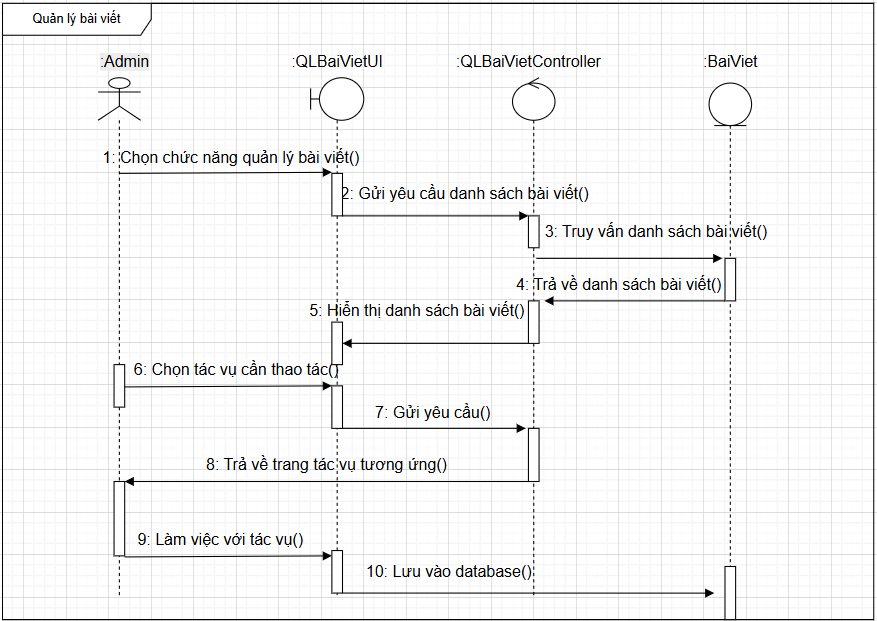 Quản lý bài viết
:Admin
:QLBaiVietUI
:QLBaiVietController
:BaiViet
1: Chọn chức năng quản lý bài viết()
2: Gửi yêu cầu danh sách bài viết()
3: Truy vấn danh sách bài viết()
4: Trả về danh sách bài viết()
5: Hiển thị danh sách bài viết()
6: Chọn tác vụ cần thao tác()
7: Gửi yêu cầu()
8: Trả về trang tác vụ tương ứng()
9: Làm việc với tác vụ()
10: Lưu vào database()